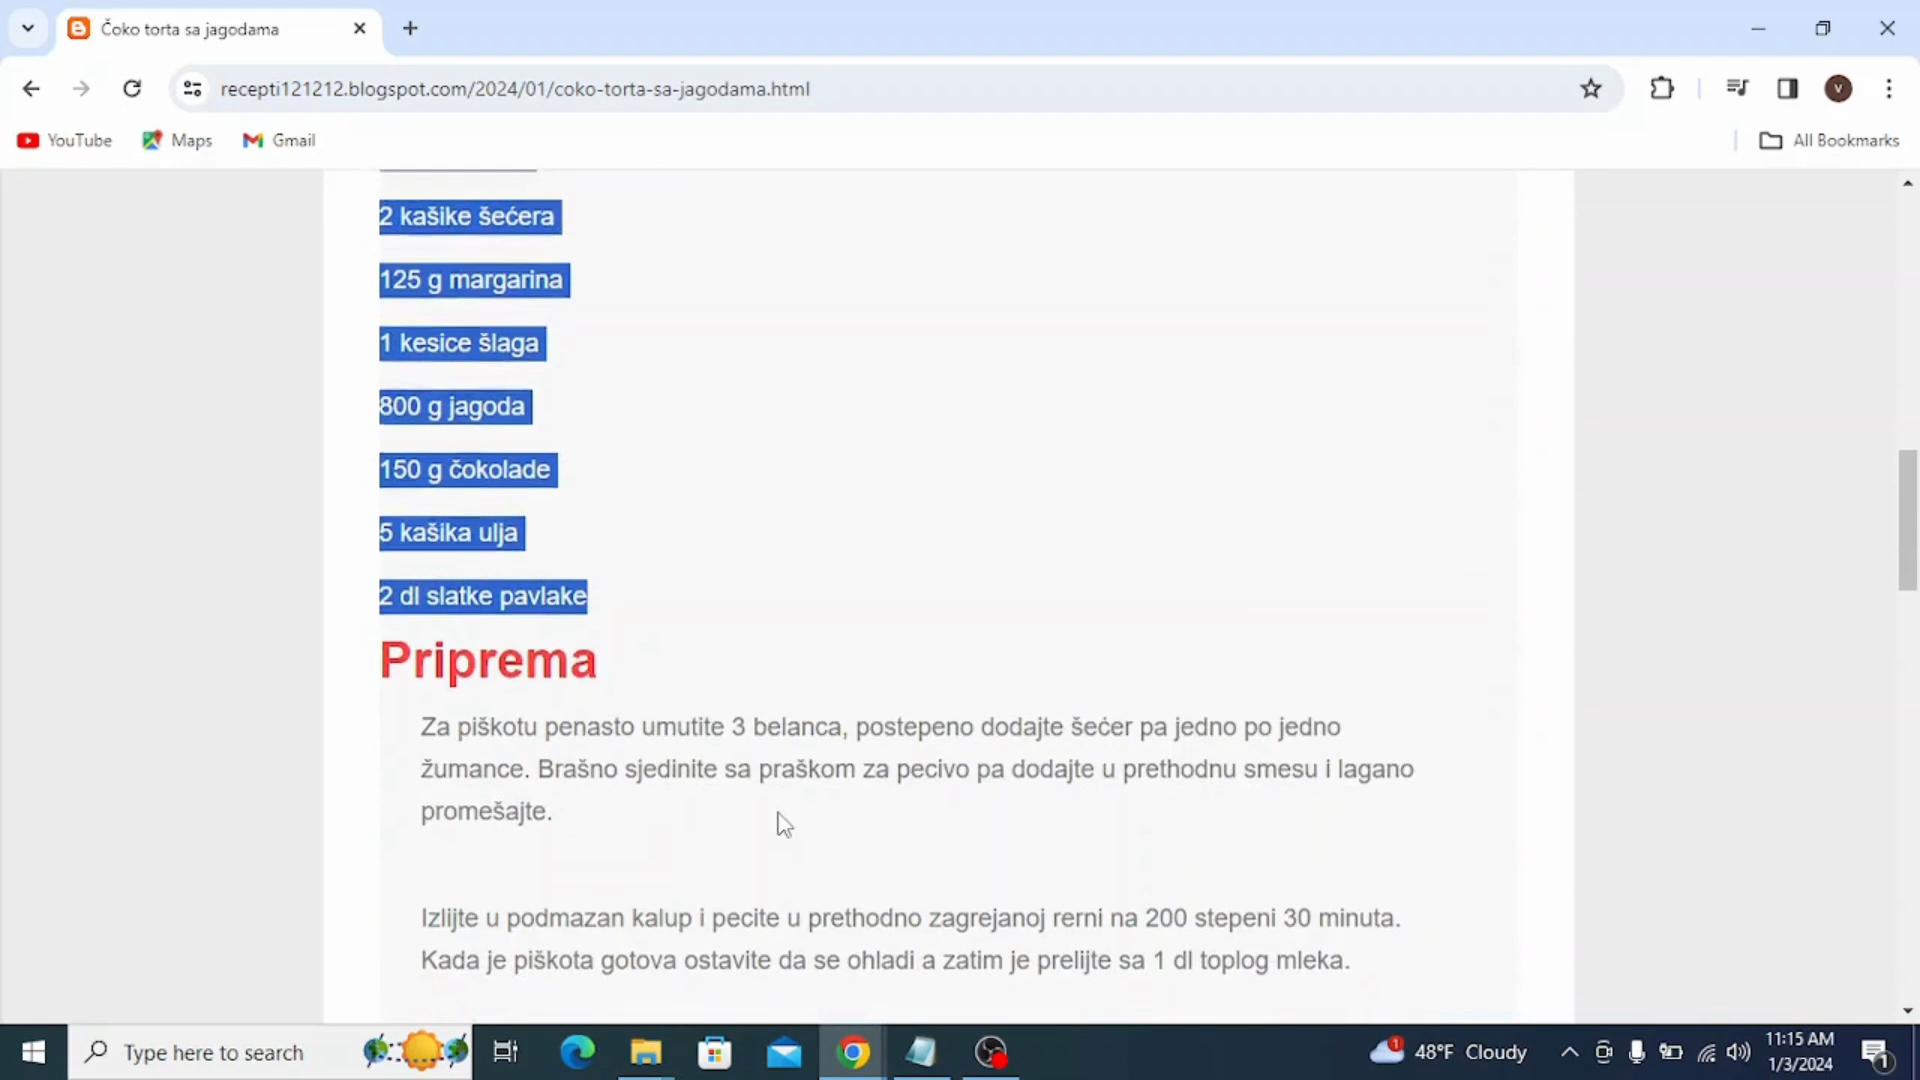 Čoko torta sa jagodama
recepti121212.blogspot.com/2024/01/coko-torta-sa-jagodama.html
V
YouTube
Maps
Gmail
All Bookmarks
2 kašike šećera
125 g margarina
1 kesice šlaga
800 g jagoda
150 g čokolade
5 kašika ulja
2 dl slatke pavlake
Priprema
Za piškotu penasto umutite 3 belanca, postepeno dodajte šećer pa jedno po jedno
žumance. Brašno sjedinite sa praškom za pecivo pa dodajte u prethodnu smesu i lagano
promešajte.
Izlijte u podmazan kalup i pecite u prethodno zagrejanoj rerni na 200 stepeni 30 minuta.
Kada je piškota gotova ostavite da se ohladi a zatim je prelijte sa 1 dl toplog mleka.
Type here to search
1
48°F Cloudy
11:15 AM
1/3/2024
1